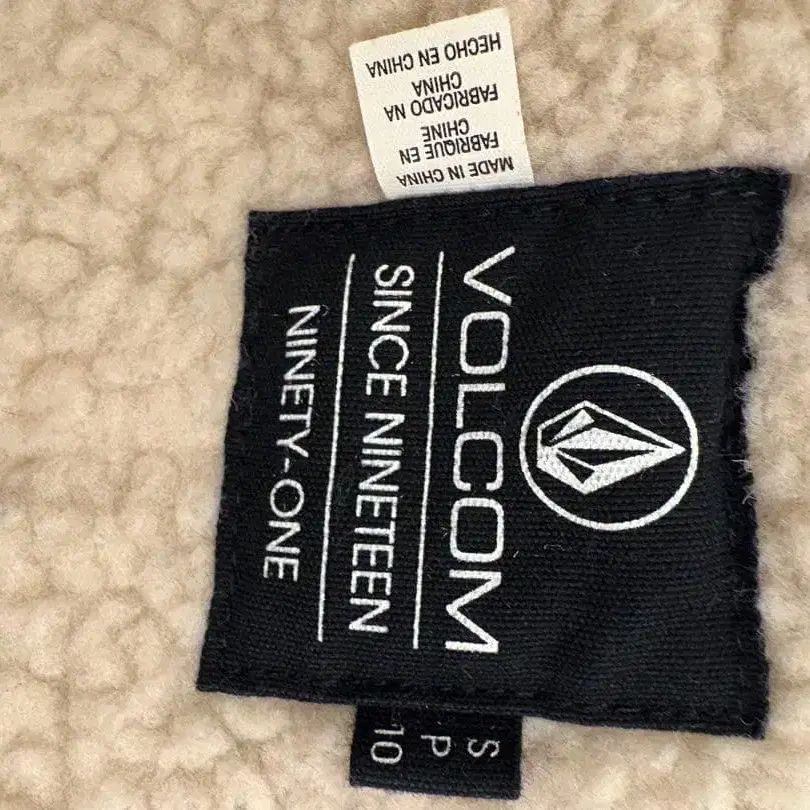 VOLCOM
SINCE NINETEEN
NINETY-ONE
MADE IN CHINA
FABRIQUE EN
CHINE
FABRICADO NA
CHINA
HECHO EN CHINA
S
P
10